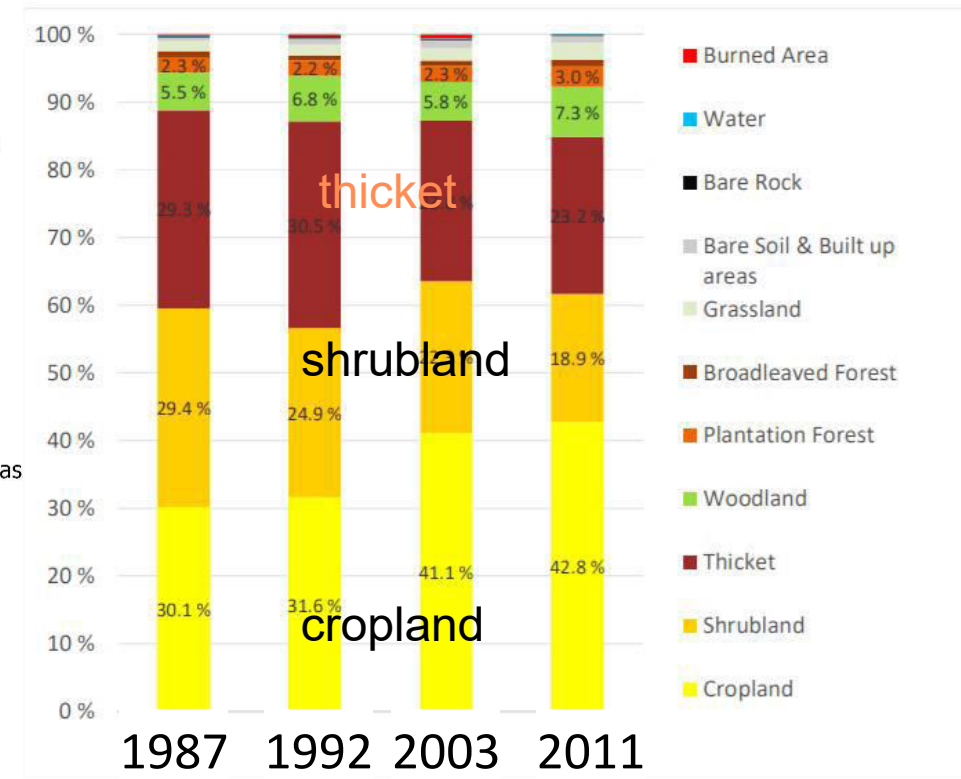 100 %
90 %
80 %
70 %
60 %
50 %
40 %
30 %
20 %
10 %
0 %
2.3 %
5.5 %
29.3 %
29.4 %
30.1 %
2.2 %
6.8 %
30.5 %
24.9 %
31.6 %
2.3 %
5.8 %
41.1 %
3.0 %
7.3 %
23.2 %
18.9 %
42.8 %
thicket
shrubland
cropland
as
1987 1992 2003 2011
Burned Area
Water
Bare Rock
Bare Soil & Built up
areas
Grassland
Broadleaved Forest
Plantation Forest
Woodland
Thicket
Shrubland
Cropland